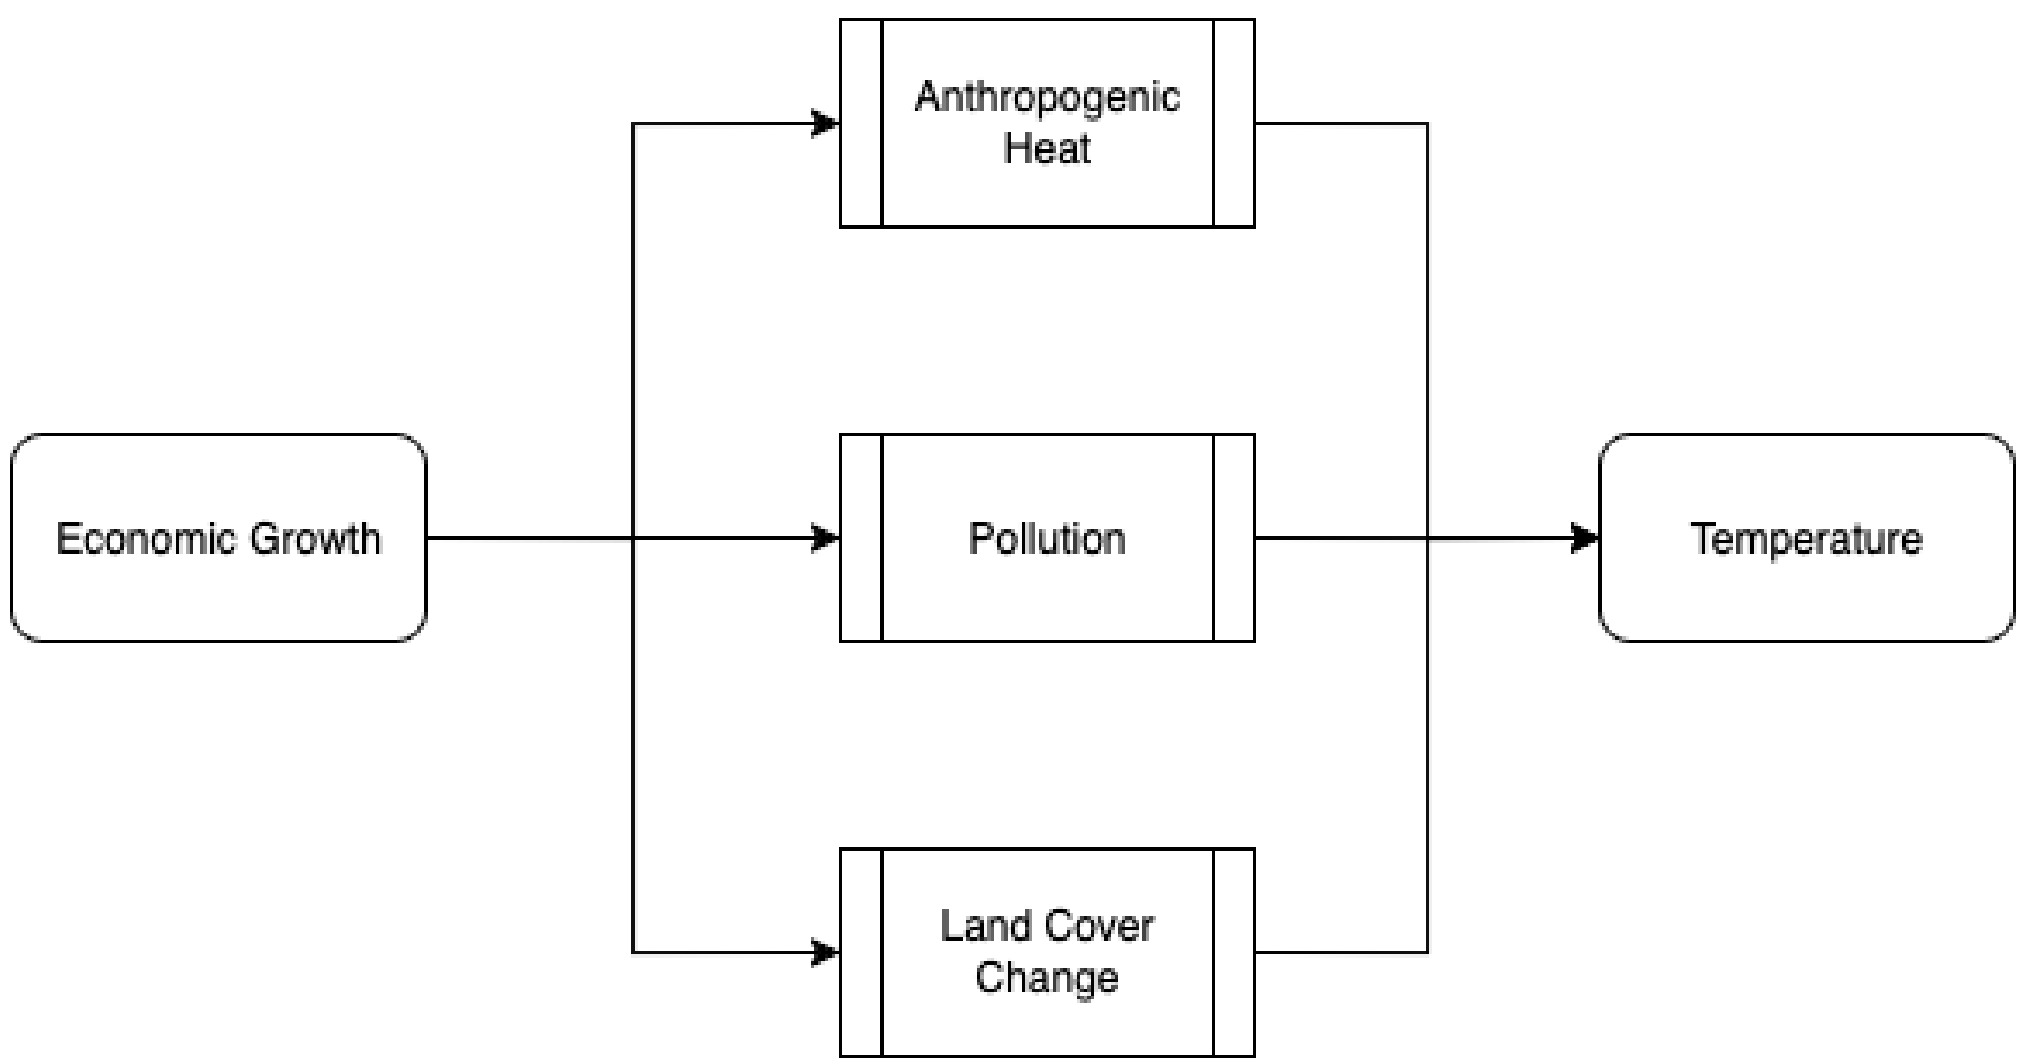 Anthropogenic
Heat
Economic Growth
Pollution
Temperature
Land Cover
Change